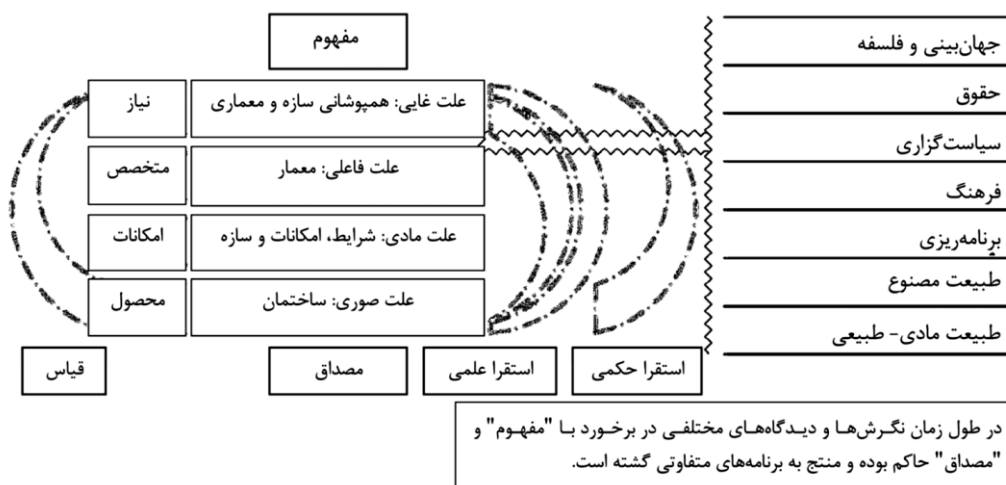 مفهوم
نیاز
علت غایی: همپوشانی سازه و معماری
متخصص
علت فاعلی: معمار
امکانات
علت مادی: شرایط، امکانات و سازه
محصول
علت صوری: ساختمان
جهان‌بینی و فلسفه
حقوق
سیاست‌گزاری
فرهنگ
برنامه‌ریزی
طبیعت مصنوع
طبیعت مادی- طبیعی
استقرا حکمی
استقرا علمی
مصداق
قیاس
در طول زمان نگرش‌ها و دیدگاه‌های مختلفی در برخورد با "مفهوم" و
"مصداق" حاکم بوده و منتج به برنامه‌های متفاوتی گشته است.